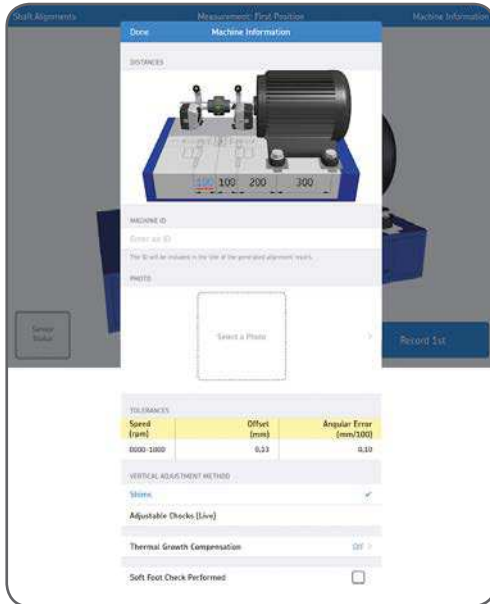 Shaft Alignments
Measurement: First Position
Machine Information
Done
Machine Information
DISTANCES
100 100 200 300
MACHINE ID
Enter an ID
The ID will be included in the title of the generated alignment report.
PHOTO
Select a Photo
Sensor
Status
Record 1st
TOLERANCES
Speed (rpm) Offset (mm) Angular Error (mm/100)
0000-1000 0,13 0,10
VERTICAL ADJUSTMENT METHOD
Shims
Adjustable Chocks (Live)
Thermal Growth Compensation Off
Soft Foot Check Performed